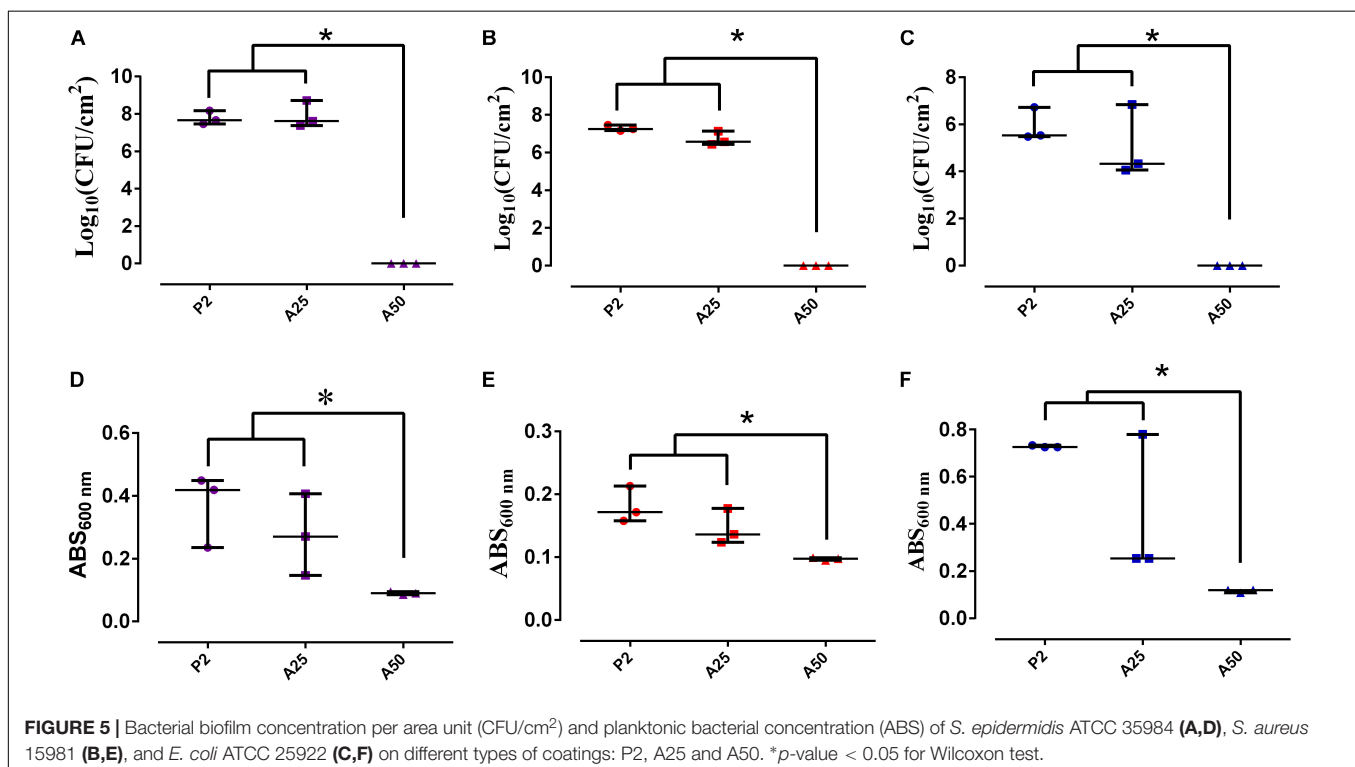 A
*
Log10(CFU/cm2)
10
8
6
4
2
0
P2
A25
A50
B
*
Log10(CFU/cm2)
10
8
6
4
2
0
P2
A25
A50
C
*
Log10(CFU/cm2)
8
6
4
2
0
P2
A25
A50
D
*
ABS600 nm
0.6
0.4
0.2
0.0
P2
A25
A50
E
*
ABS600 nm
0.3
0.2
0.1
0.0
P2
A25
A50
F
*
ABS600 nm
0.8
0.6
0.4
0.2
0.0
P2
A25
A50
FIGURE 5 | Bacterial biofilm concentration per area unit (CFU/cm2) and planktonic bacterial concentration (ABS) of S. epidermidis ATCC 35984 (A,D), S. aureus
15981 (B,E), and E. coli ATCC 25922 (C,F) on different types of coatings: P2, A25 and A50. *p-value < 0.05 for Wilcoxon test.